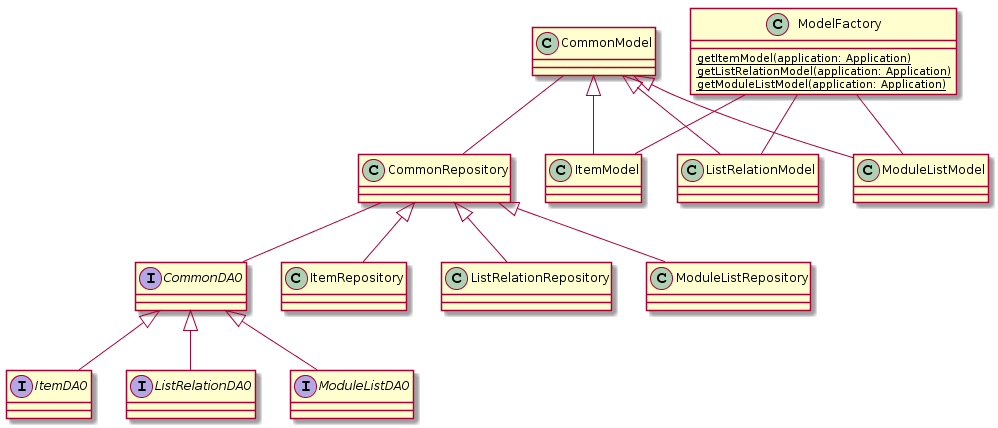 C ModelFactory
getItemModel(application: Application)
getListRelationModel(application: Application)
getModuleListModel(application: Application)
C CommonModel
C CommonRepository
C ItemModel
C ListRelationModel
C ModuleListModel
I CommonDAO
C ItemRepository
C ListRelationRepository
C ModuleListRepository
I ItemDAO
I ListRelationDAO
I ModuleListDAO